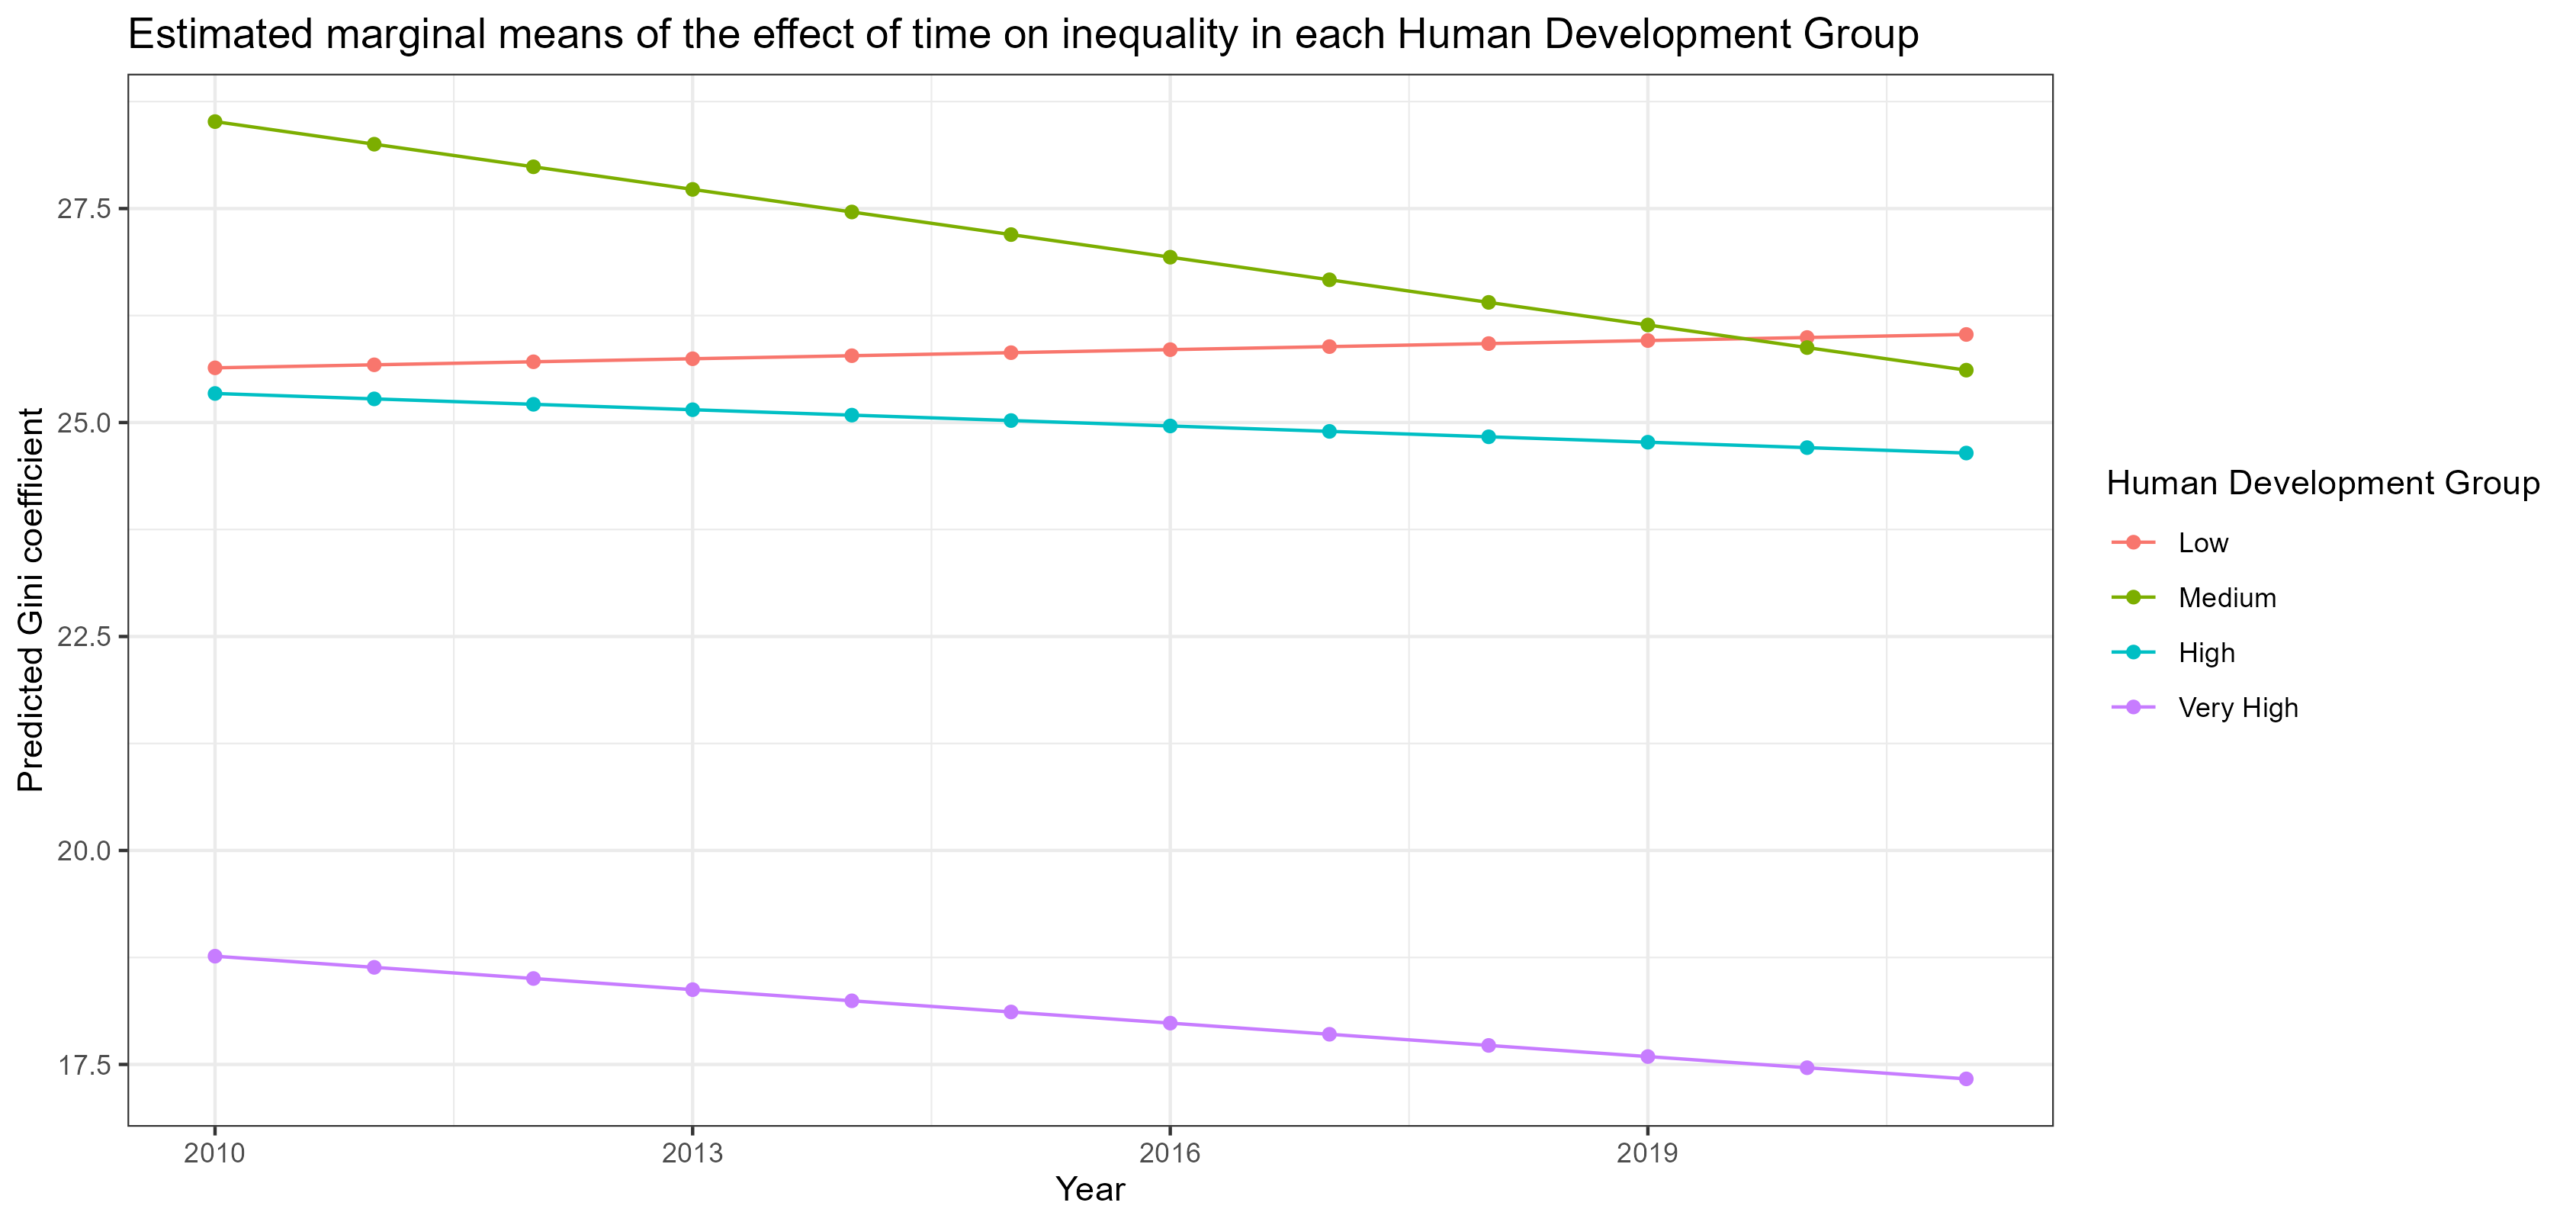 Estimated marginal means of the effect of time on inequality in each Human Development Group
27.5
25.0
22.5
20.0
17.5
Predicted Gini coefficient
2010
2013
2016
2019
Year
Human Development Group
Low
Medium
High
Very High